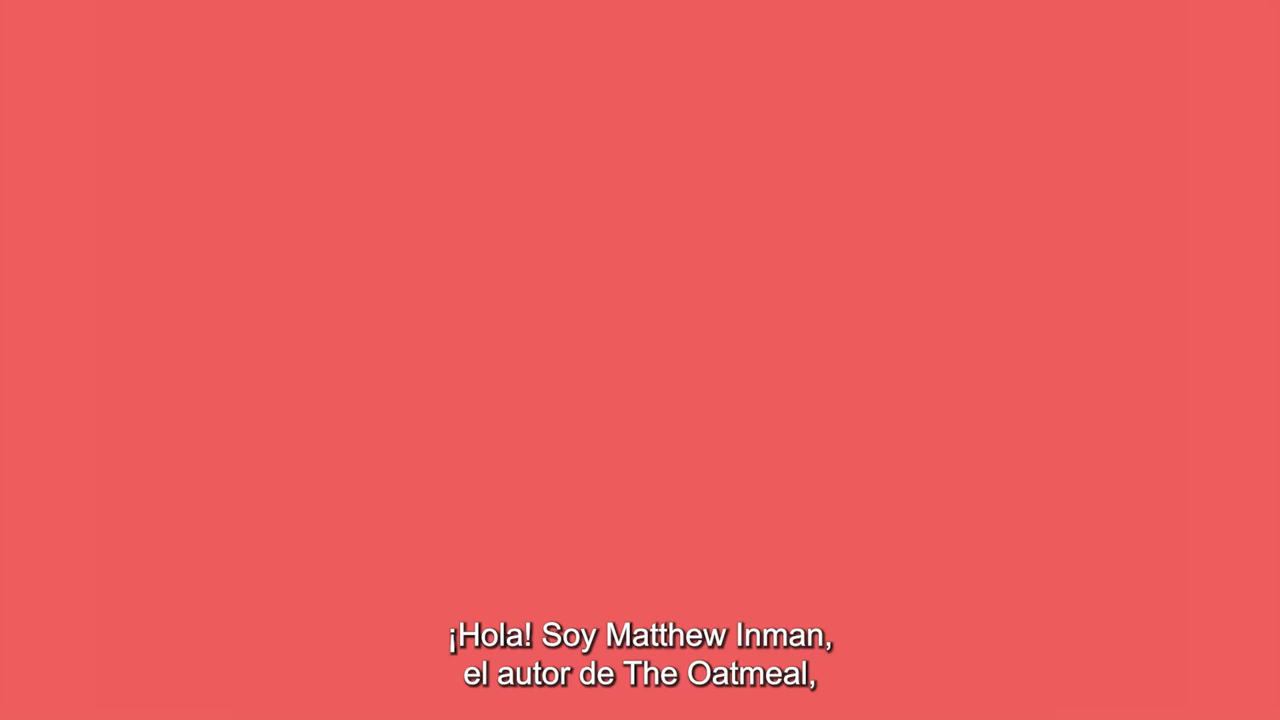 ¡Hola! Soy Matthew Inman,
el autor de The Oatmeal,